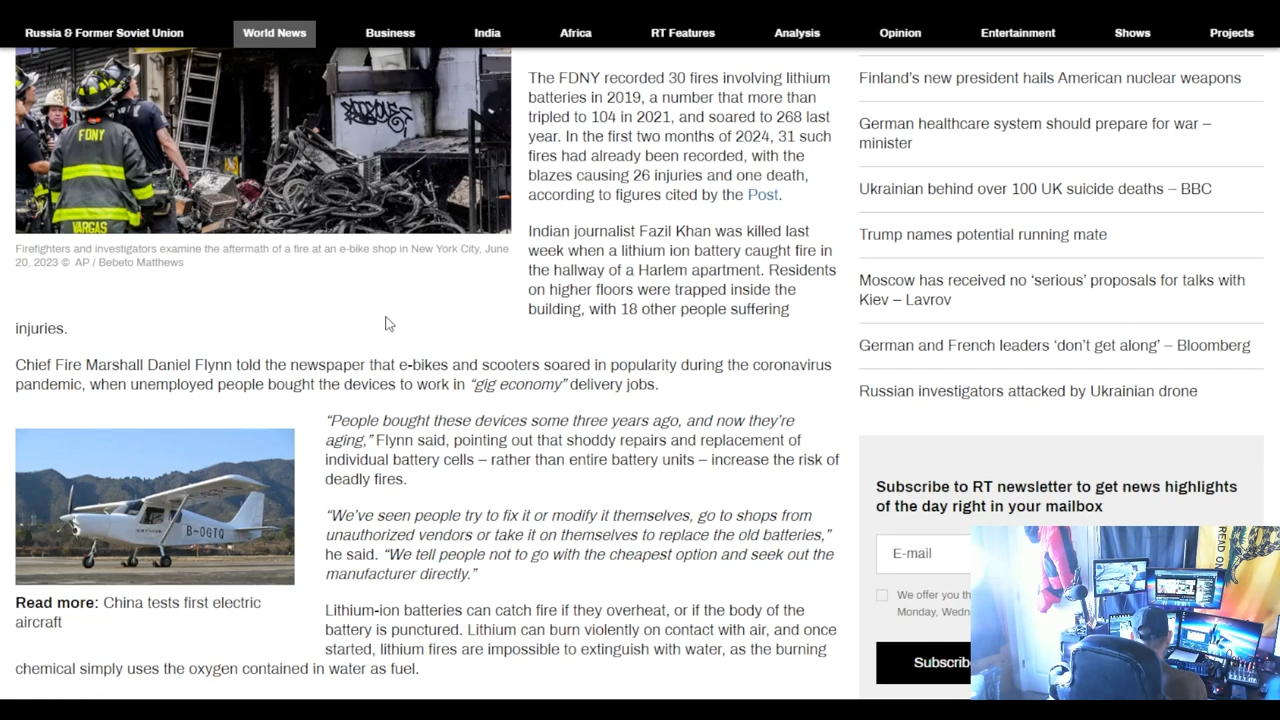 Russia & Former Soviet Union
World News
Business
India
Africa
RT Features
Analysis
Opinion
Entertainment
Shows
Projects
FDNY
VARGAS
Firefighters and investigators examine the aftermath of a fire at an e-bike shop in New York City, June
20, 2023 © AP / Bebeto Matthews
The FDNY recorded 30 fires involving lithium
batteries in 2019, a number that more than
tripled to 104 in 2021, and soared to 268 last
year. In the first two months of 2024, 31 such
fires had already been recorded, with the
blazes causing 26 injuries and one death,
according to figures cited by the Post.
Indian journalist Fazil Khan was killed last
week when a lithium ion battery caught fire in
the hallway of a Harlem apartment. Residents
on higher floors were trapped inside the
building, with 18 other people suffering
injuries.
Chief Fire Marshall Daniel Flynn told the newspaper that e-bikes and scooters soared in popularity during the coronavirus
pandemic, when unemployed people bought the devices to work in “gig economy” delivery jobs.
B-0GTQ
Read more: China tests first electric
aircraft
“People bought these devices some three years ago, and now they’re
aging,” Flynn said, pointing out that shoddy repairs and replacement of
individual battery cells – rather than entire battery units – increase the risk of
deadly fires.
“We’ve seen people try to fix it or modify it themselves, go to shops from
unauthorized vendors or take it on themselves to replace the old batteries,”
he said. “We tell people not to go with the cheapest option and seek out the
manufacturer directly.”
Lithium-ion batteries can catch fire if they overheat, or if the body of the
battery is punctured. Lithium can burn violently on contact with air, and once
started, lithium fires are impossible to extinguish with water, as the burning
chemical simply uses the oxygen contained in water as fuel.
Finland’s new president hails American nuclear weapons
German healthcare system should prepare for war –
minister
Ukrainian behind over 100 UK suicide deaths – BBC
Trump names potential running mate
Moscow has received no ‘serious’ proposals for talks with
Kiev – Lavrov
German and French leaders ‘don’t get along’ – Bloomberg
Russian investigators attacked by Ukrainian drone
Subscribe to RT newsletter to get news highlights
of the day right in your mailbox
E-mail
We offer you th
Monday, Wedn
Subscrib
READ ON